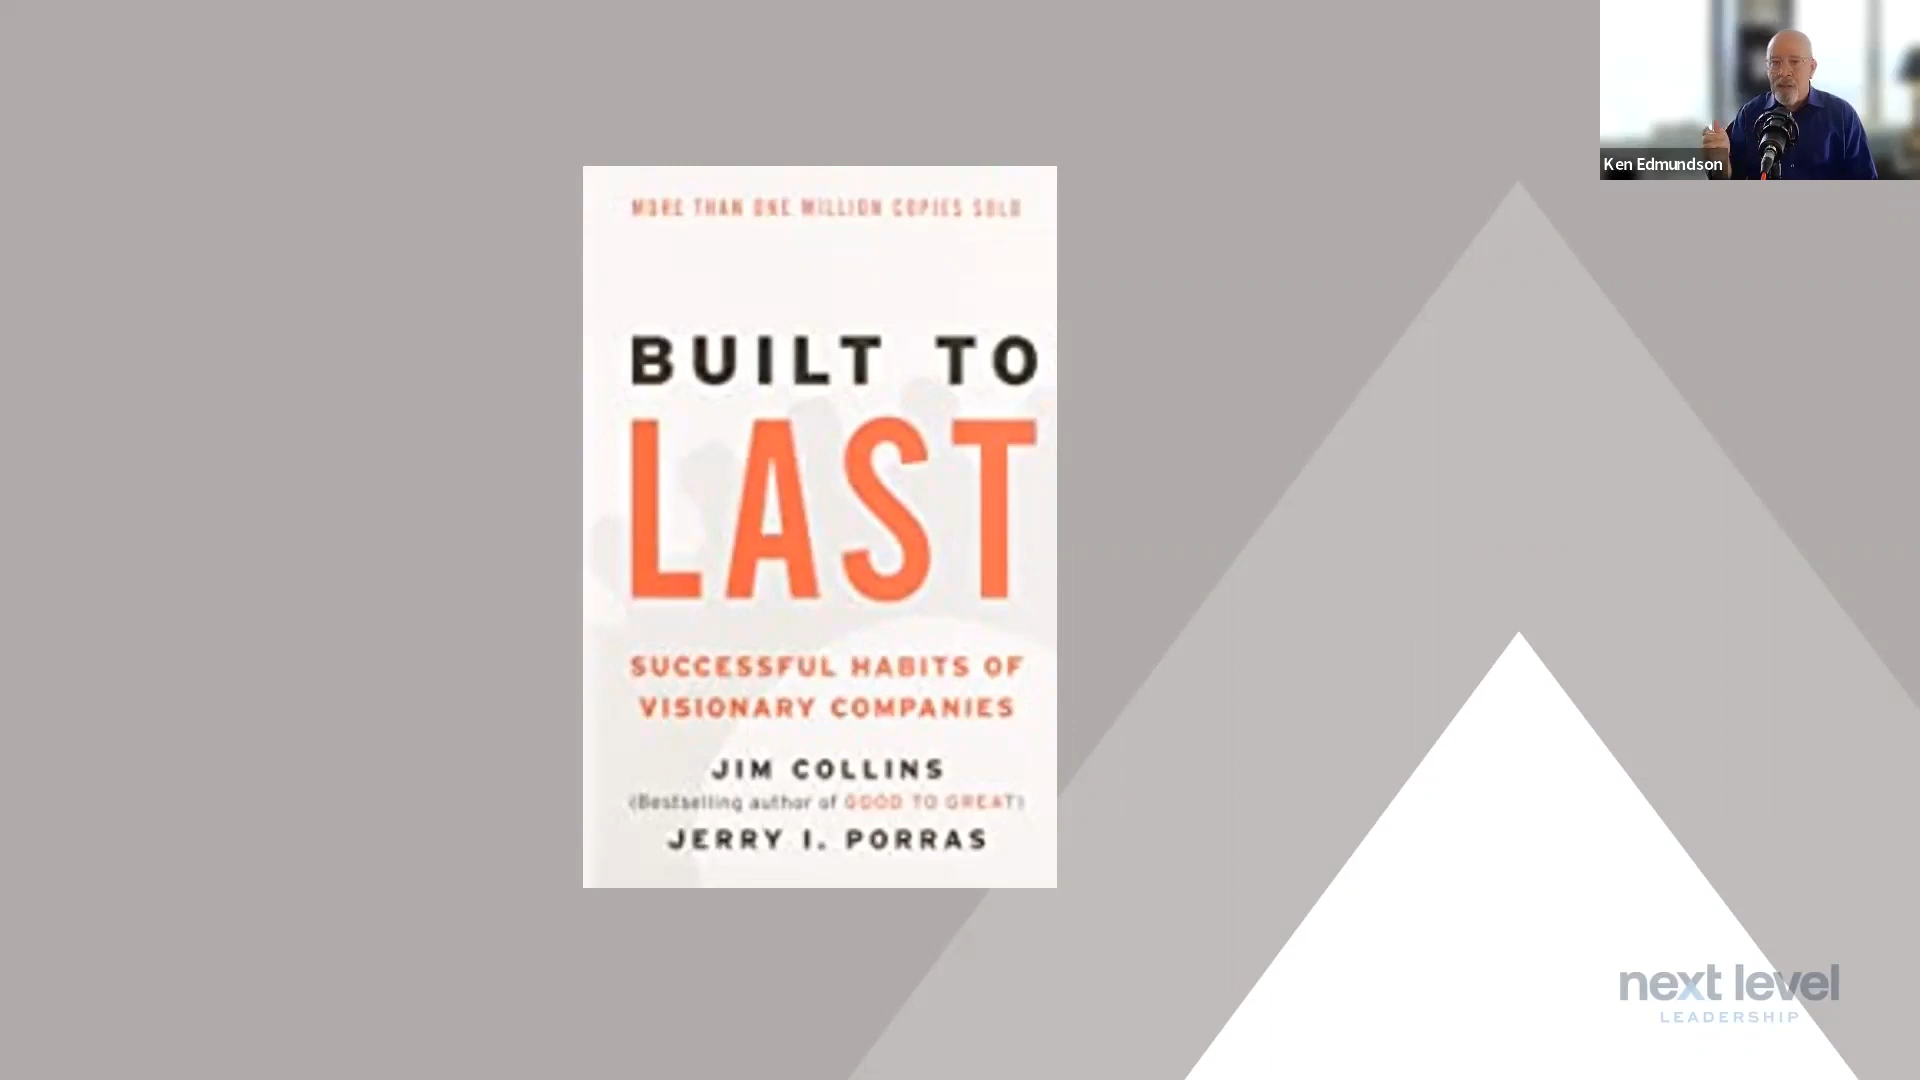 Ken Edmundson
MORE THAN ONE MILLION COPIES SOLD
BUILT TO
LAST
SUCCESSFUL HABITS OF
VISIONARY COMPANIES
JIM COLLINS
(Bestselling author of GOOD TO GREAT)
JERRY I. PORRAS
next level
LEADERSHIP